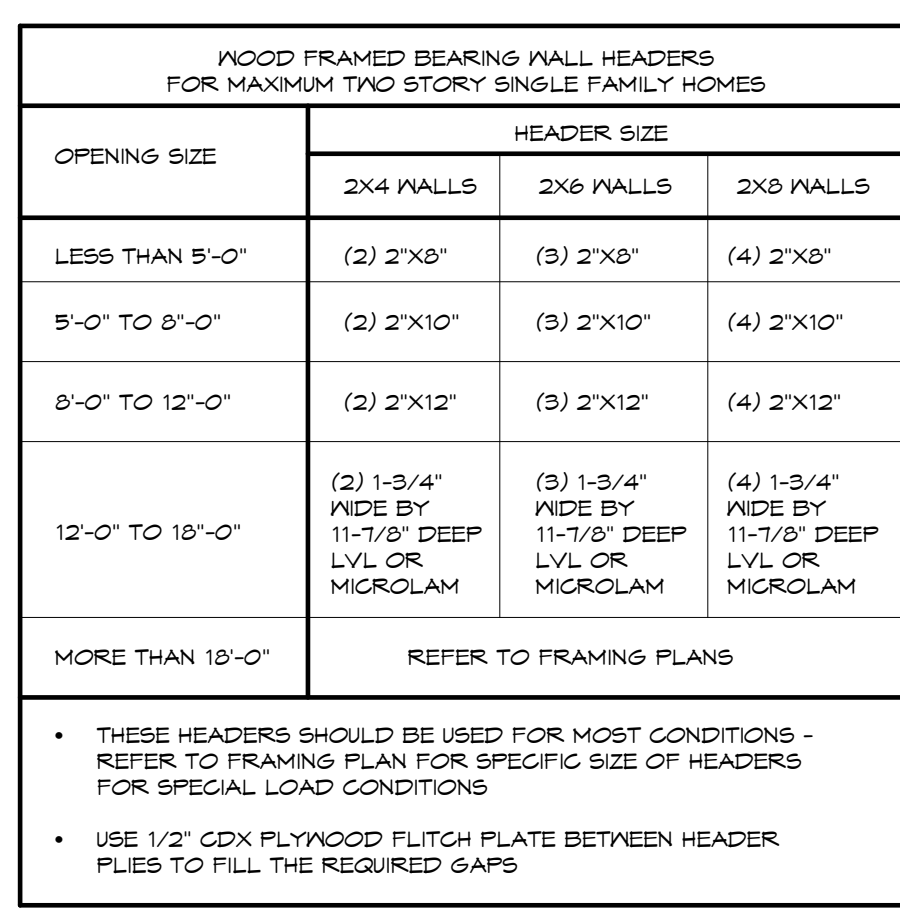 WOOD FRAMED BEARING WALL HEADERS
FOR MAXIMUM TWO STORY SINGLE FAMILY HOMES
OPENING SIZE
HEADER SIZE
2X4 WALLS
2X6 WALLS
2X8 WALLS
LESS THAN 5'-0"
(2) 2"X8"
(3) 2"X8"
(4) 2"X8"
5'-0" TO 8"-0"
(2) 2"X10"
(3) 2"X10"
(4) 2"X10"
8'-0" TO 12"-0"
(2) 2"X12"
(3) 2"X12"
(4) 2"X12"
12'-0" TO 18"-0"
(2) 1-3/4"
WIDE BY
11-7/8" DEEP
LVL OR
MICROLAM
(3) 1-3/4"
WIDE BY
11-7/8" DEEP
LVL OR
MICROLAM
(4) 1-3/4"
WIDE BY
11-7/8" DEEP
LVL OR
MICROLAM
MORE THAN 18'-0"
REFER TO FRAMING PLANS
• THESE HEADERS SHOULD BE USED FOR MOST CONDITIONS -
REFER TO FRAMING PLAN FOR SPECIFIC SIZE OF HEADERS
FOR SPECIAL LOAD CONDITIONS
• USE 1/2" CDX PLYWOOD FLITCH PLATE BETWEEN HEADER
PLIES TO FILL THE REQUIRED GAPS